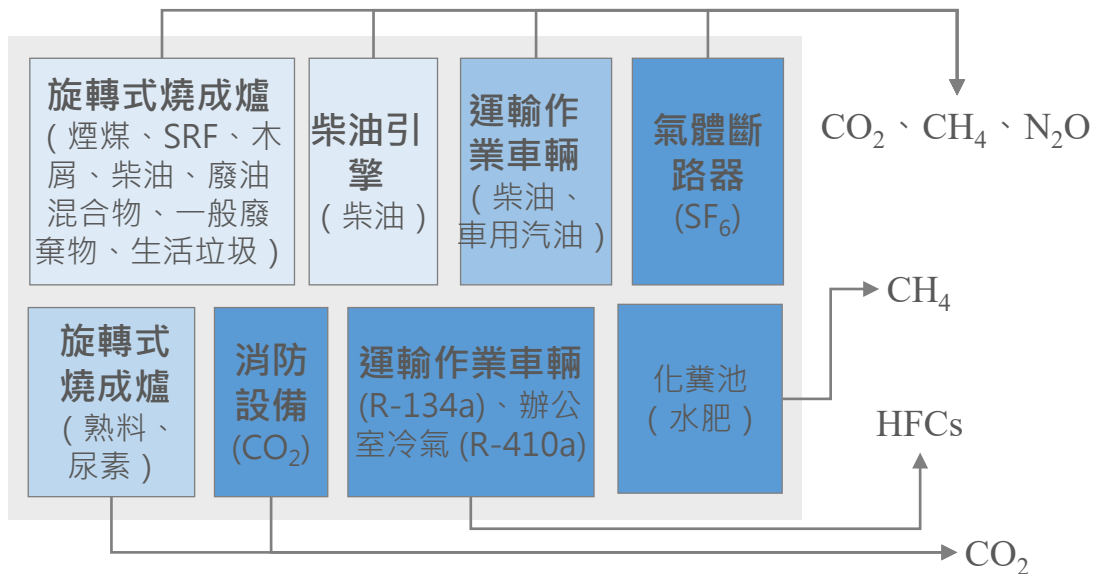 旋轉式燒成爐
（煙煤、SRF、木
屑、柴油、廢油
混合物、一般廢
棄物、生活垃圾）
柴油引
擎
（柴油）
運輸作
業車輛
（柴油、
車用汽油）
氣體斷
路器
(SF₆)
CO₂、CH₄、N₂O
旋轉式
燒成爐
（熟料、
尿素）
消防
設備
(CO₂)
運輸作業車輛
(R-134a)、辦公
室冷氣 (R-410a)
化糞池
（水肥）
CH₄
HFCs
CO₂